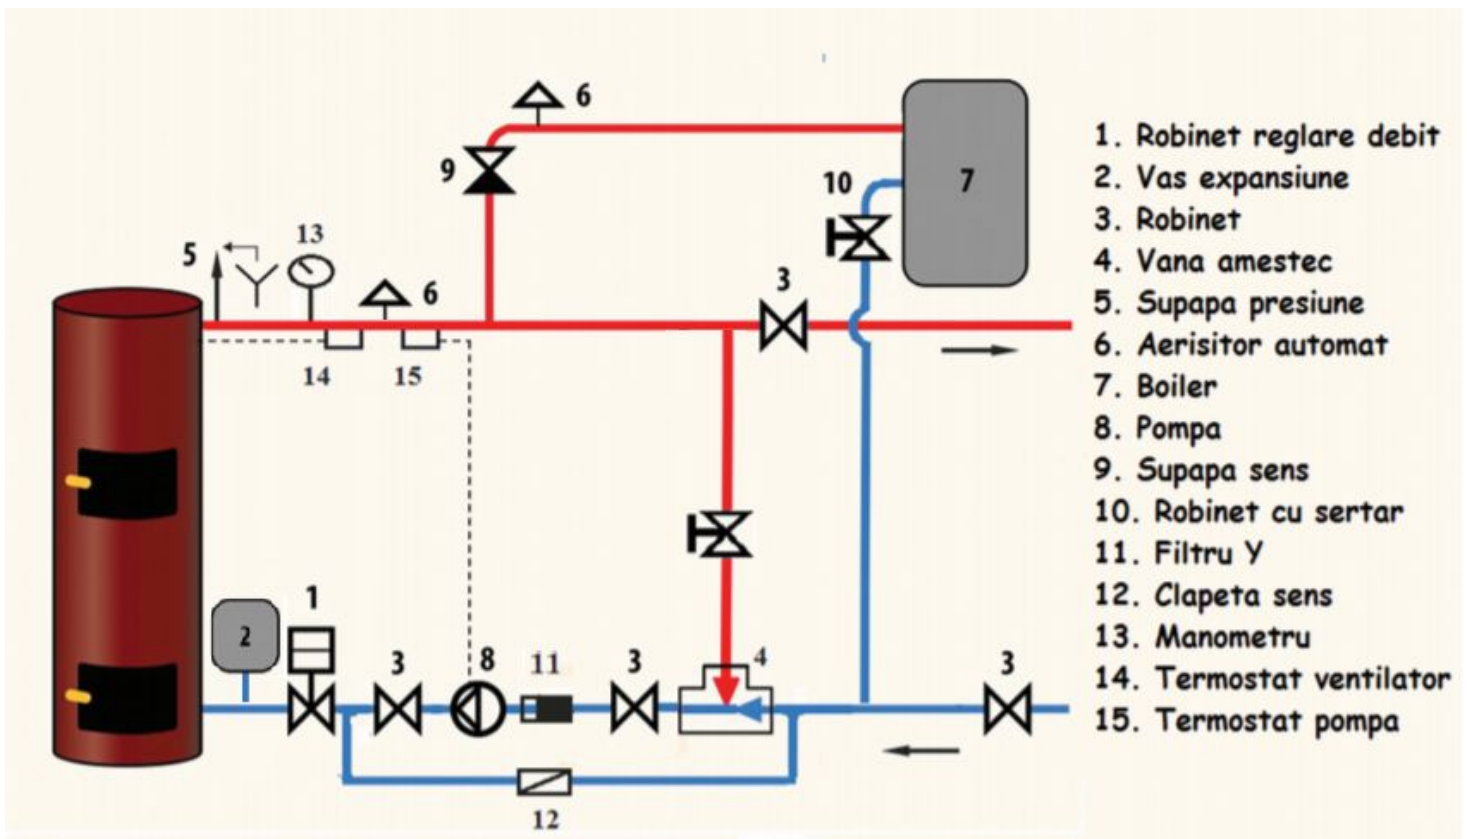 6
9
10
7
5
13
6
3
14
15
1
2
3
8
11
3
4
3
12
1. Robinet reglare debit
2. Vas expansiune
3. Robinet
4. Vana amestec
5. Supapa presiune
6. Aerisitor automat
7. Boiler
8. Pompa
9. Supapa sens
10. Robinet cu sertar
11. Filtru Y
12. Clapeta sens
13. Manometru
14. Termostat ventilator
15. Termostat pompa